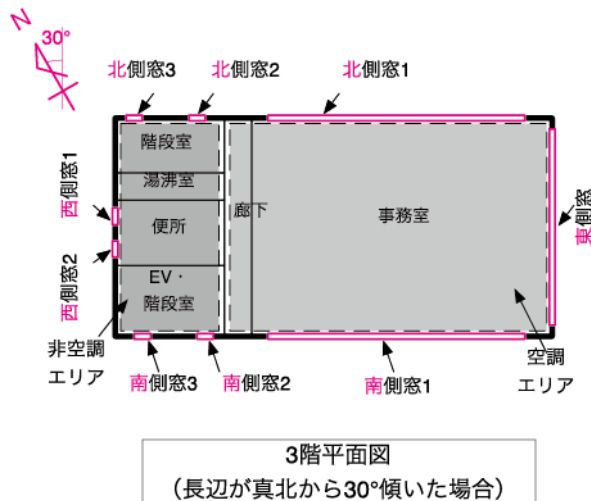 N
30°
北側窓3
北側窓2
北側窓1
階段室
湯沸室
便所
EV・
階段室
廊下
事務室
西側窓1
西側窓2
東側窓
非空調
エリア
南側窓3
南側窓2
南側窓1
空調
エリア
3階平面図
（長辺が真北から30°傾いた場合）